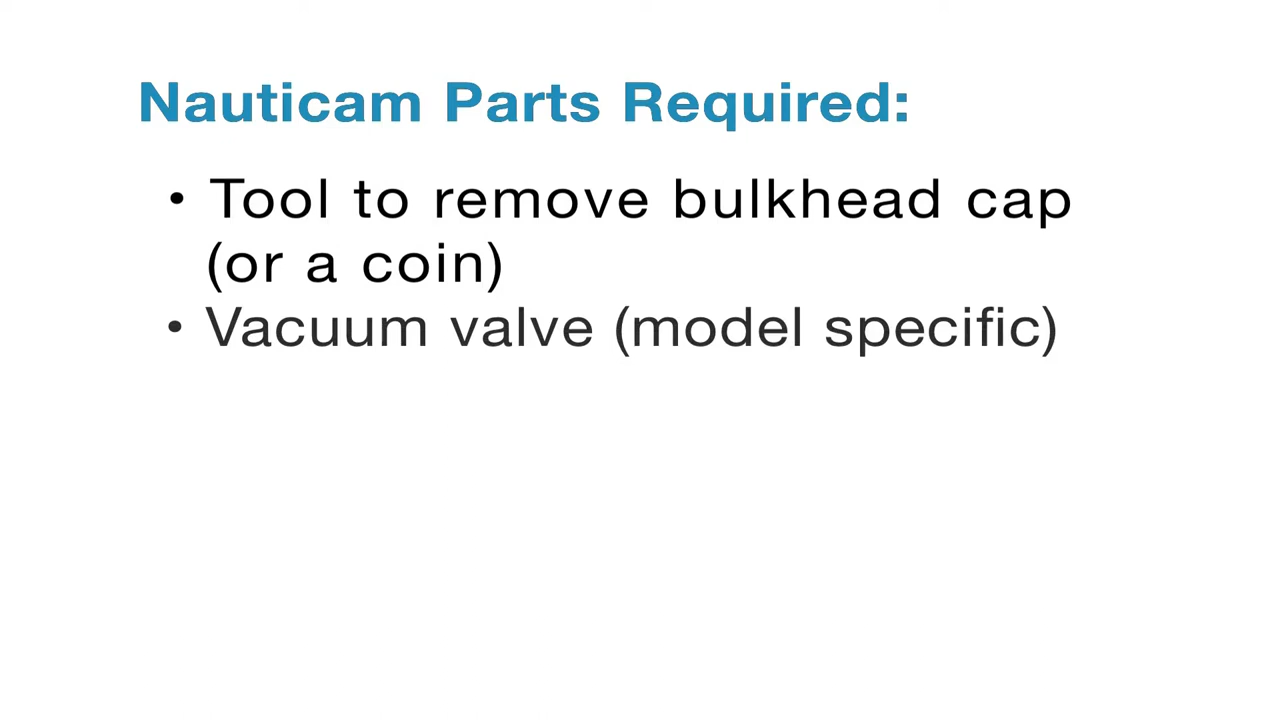 Nauticam Parts Required:
• Tool to remove bulkhead cap
(or a coin)
• Vacuum valve (model specific)